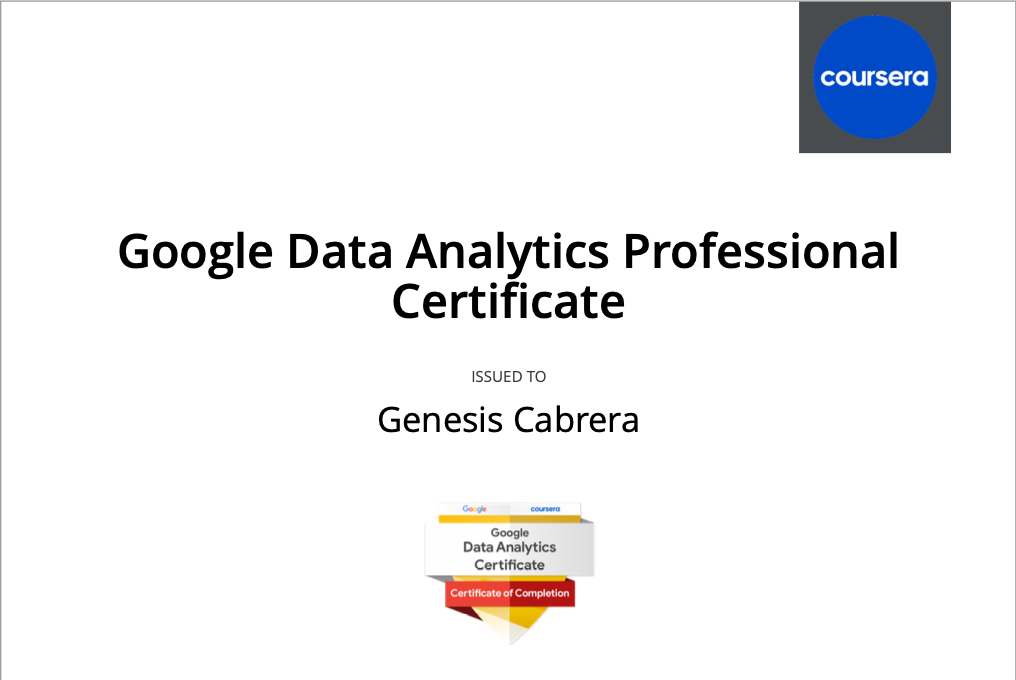 coursera
Google Data Analytics Professional
Certificate
ISSUED TO
Genesis Cabrera
Google coursera
Google
Data Analytics
Certificate
Certificate of Completion